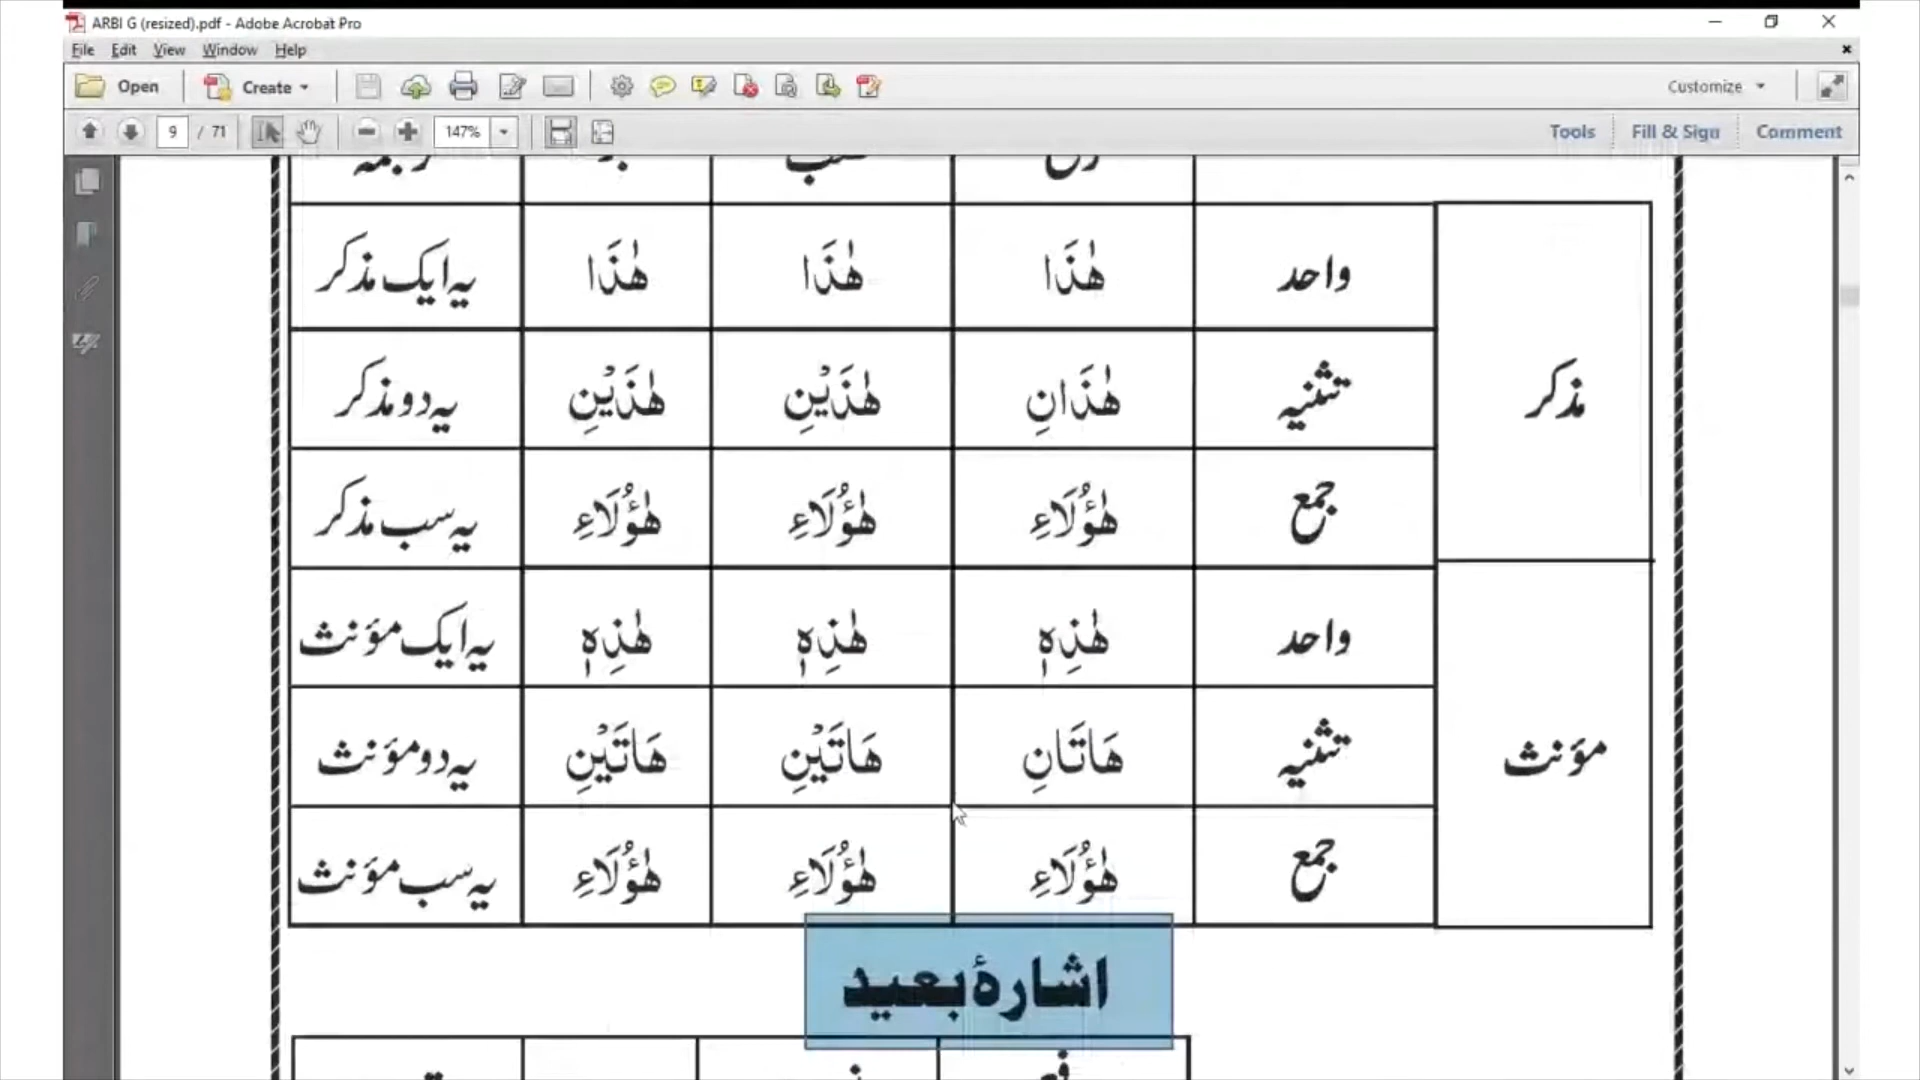 ARBI G (resized).pdf - Adobe Acrobat Pro
File Edit View Window Help
Open Create Customize
9 / 71 147% Tools Fill & Sign Comment
مذکر
واحد هٰذَا هٰذَا هٰذَا یہ ایک مذکر
تثنیہ هٰذَانِ هٰذَيْنِ هٰذَيْنِ یہ دو مذکر
جمع هٰؤُلَاءِ هٰؤُلَاءِ هٰؤُلَاءِ یہ سب مذکر
مؤنث
واحد هٰذِهٖ هٰذِهٖ هٰذِهٖ یہ ایک مؤنث
تثنیہ هَاتَانِ هَاتَيْنِ هَاتَيْنِ یہ دو مؤنث
جمع هٰؤُلَاءِ هٰؤُلَاءِ هٰؤُلَاءِ یہ سب مؤنث
اشارۂ بعید